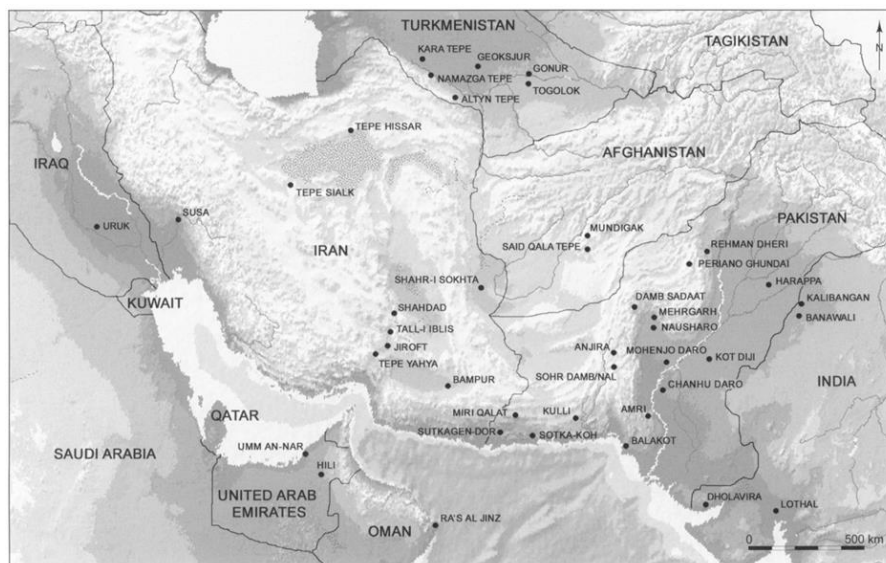 TURKMENISTAN
KARA TEPE
GEOKSJUR
GONUR
NAMAZGA TEPE
TOGOLOK
ALTYN TEPE
TAGIKISTAN
N
TEPE HISSAR
AFGHANISTAN
IRAQ
TEPE SIALK
SUSA
URUK
IRAN
MUNDIGAK
SAID QALA TEPE
PAKISTAN
REHMAN DHERI
PERIANO GHUNDAI
SHAHR-I SOKHTA
HARAPPA
KUWAIT
SHAHDAD
DAMB SADAAT
KALIBANGAN
MEHRGARH
BANAWALI
TALL-I IBLIS
NAUSHARO
JIROFT
ANJIRA
MOHENJO DARO
KOT DIJI
TEPE YAHYA
SOHR DAMB/NAL
BAMPUR
CHANHU DARO
INDIA
QATAR
MIRI QALAT
KULLI
AMRI
SUTKAGEN-DOR
SOTKA-KOH
BALAKOT
SAUDI ARABIA
UMM AN-NAR
HILI
UNITED ARAB
EMIRATES
OMAN
RA'S AL JINZ
DHOLAVIRA
LOTHAL
0
500 km